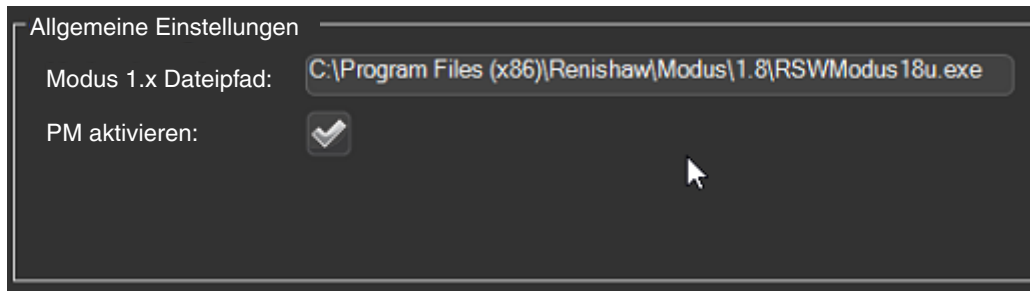 Allgemeine Einstellungen
Modus 1.x Dateipfad: C:\Program Files (x86)\Renishaw\Modus\1.8\RSWModus18u.exe
PM aktivieren: